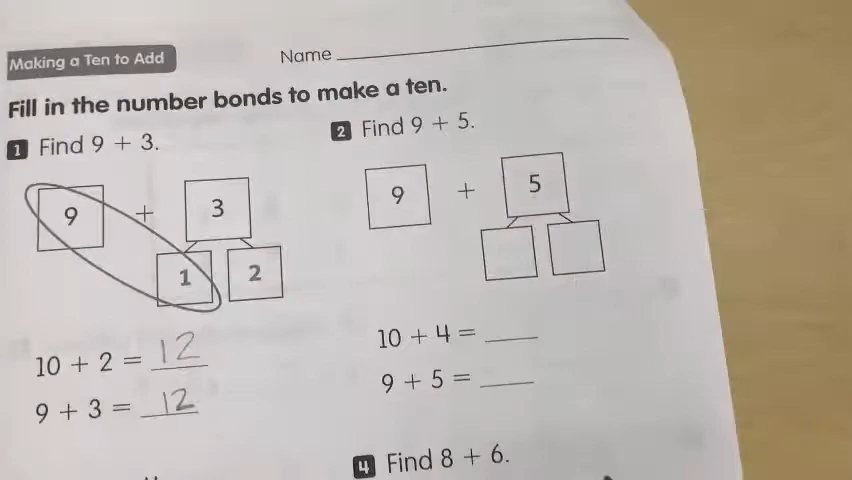 Making a Ten to Add
Name
Fill in the number bonds to make a ten.
1 Find 9 + 3.
9 + 3
1 2
10 + 2 = 12
9 + 3 = 12
2 Find 9 + 5.
9 + 5
10 + 4 =
9 + 5 =
4 Find 8 + 6.